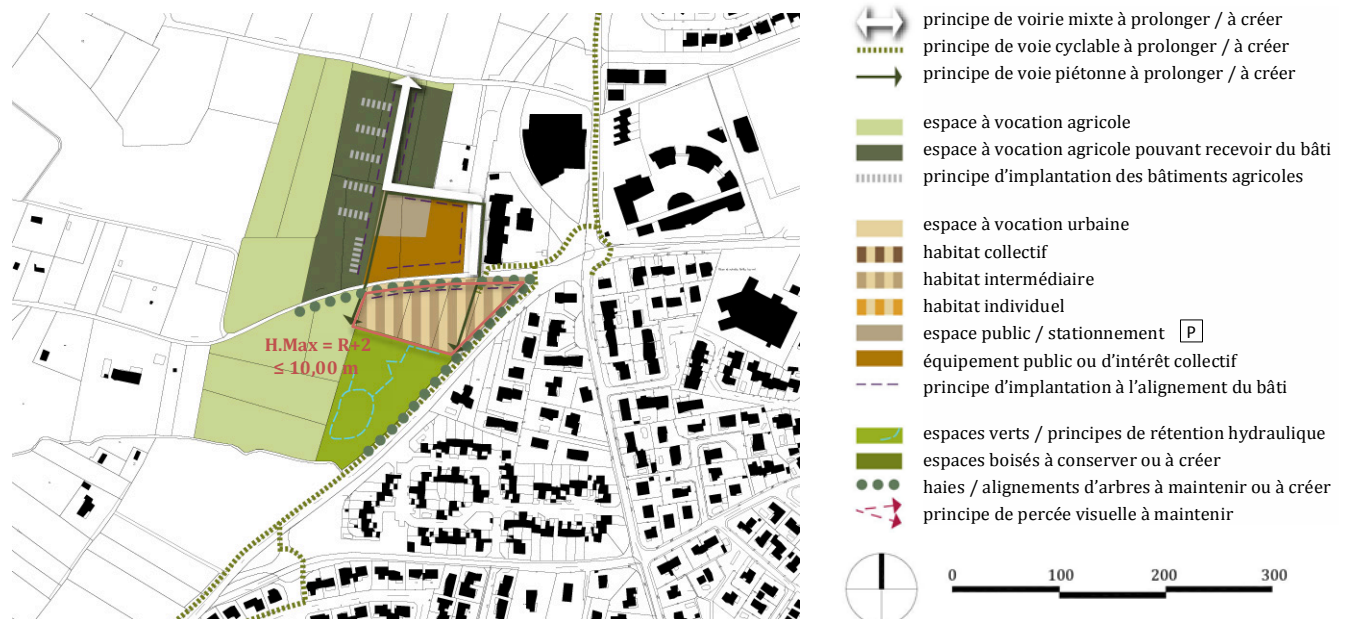 H.Max = R+2
≤ 10,00 m
principe de voirie mixte à prolonger / à créer
principe de voie cyclable à prolonger / à créer
principe de voie piétonne à prolonger / à créer
espace à vocation agricole
espace à vocation agricole pouvant recevoir du bâti
principe d'implantation des bâtiments agricoles
espace à vocation urbaine
habitat collectif
habitat intermédiaire
habitat individuel
espace public / stationnement P
équipement public ou d'intérêt collectif
principe d'implantation à l'alignement du bâti
espaces verts / principes de rétention hydraulique
espaces boisés à conserver ou à créer
haies / alignements d'arbres à maintenir ou à créer
principe de percée visuelle à maintenir
0 100 200 300